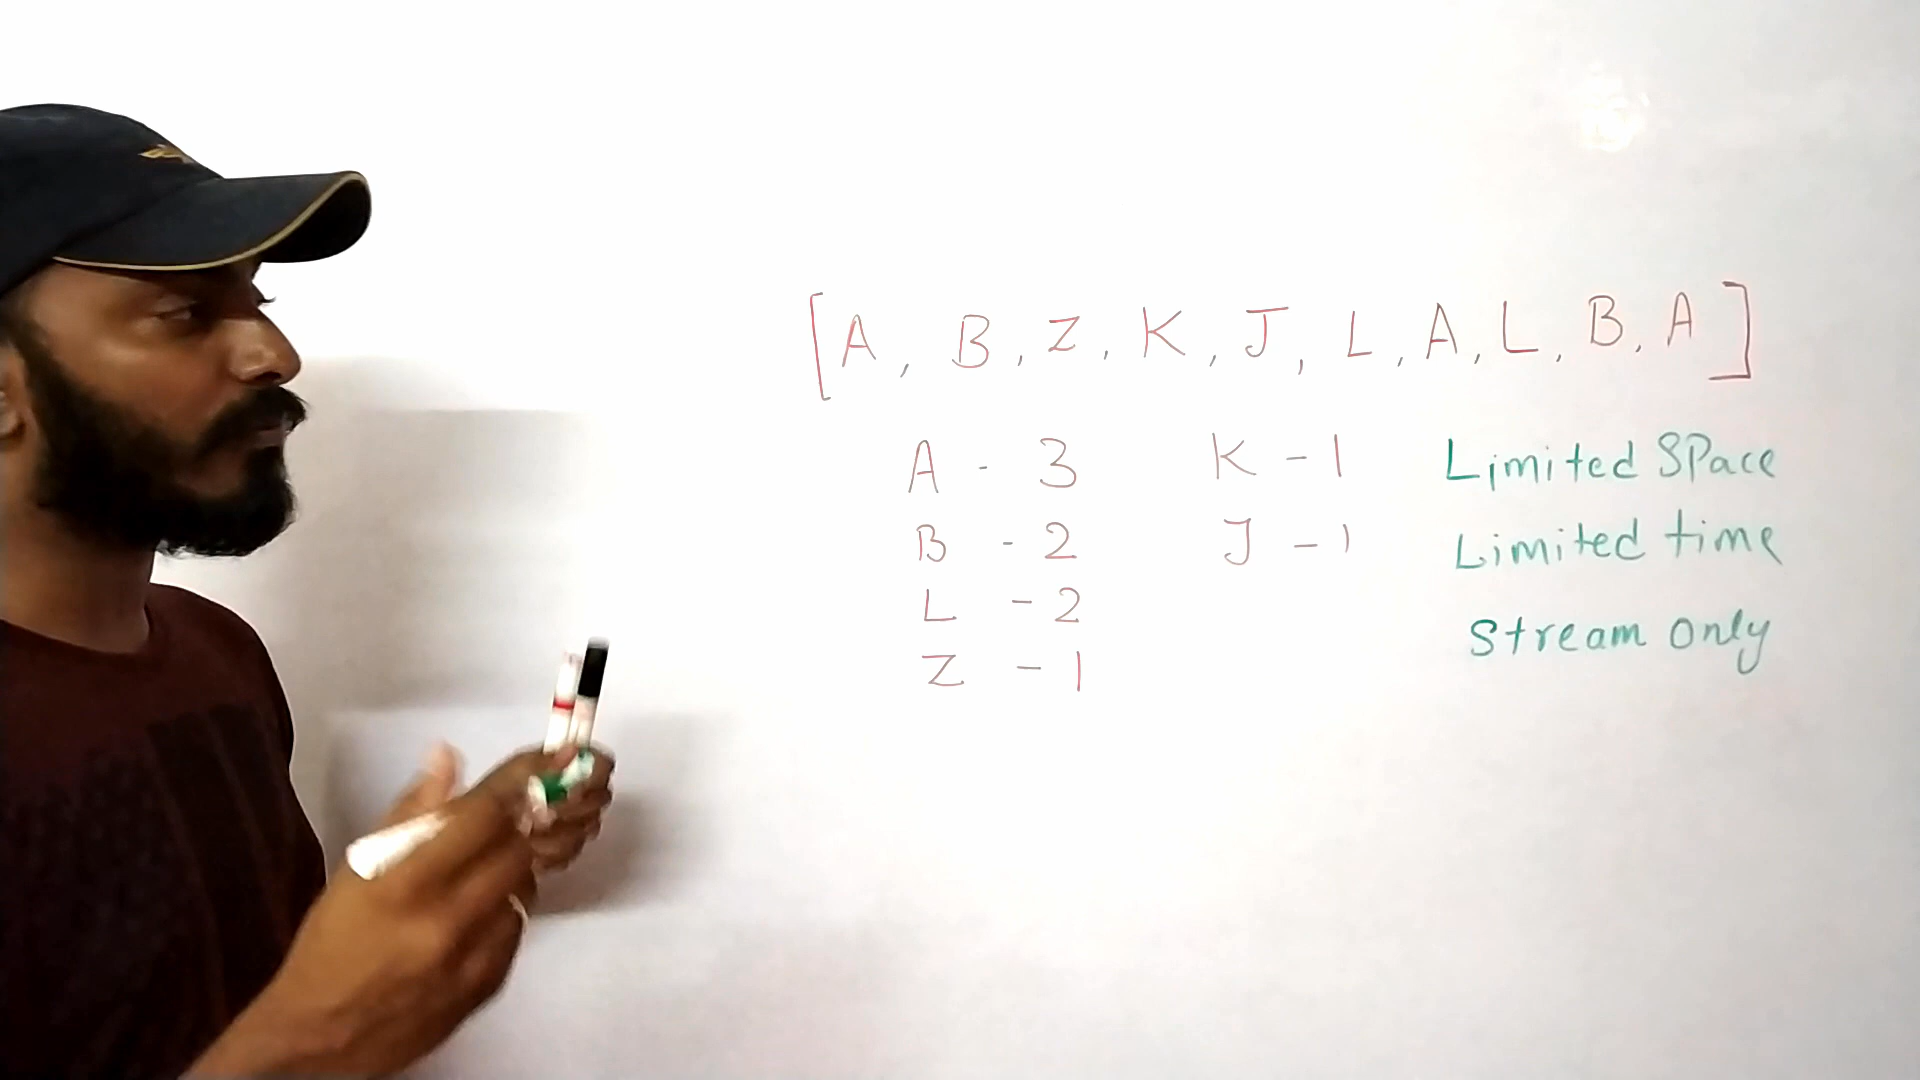 [A, B, Z, K, J, L, A, L, B, A]
A - 3 K - 1 Limited Space
B - 2 J - 1 Limited time
L - 2
Stream only
Z - 1